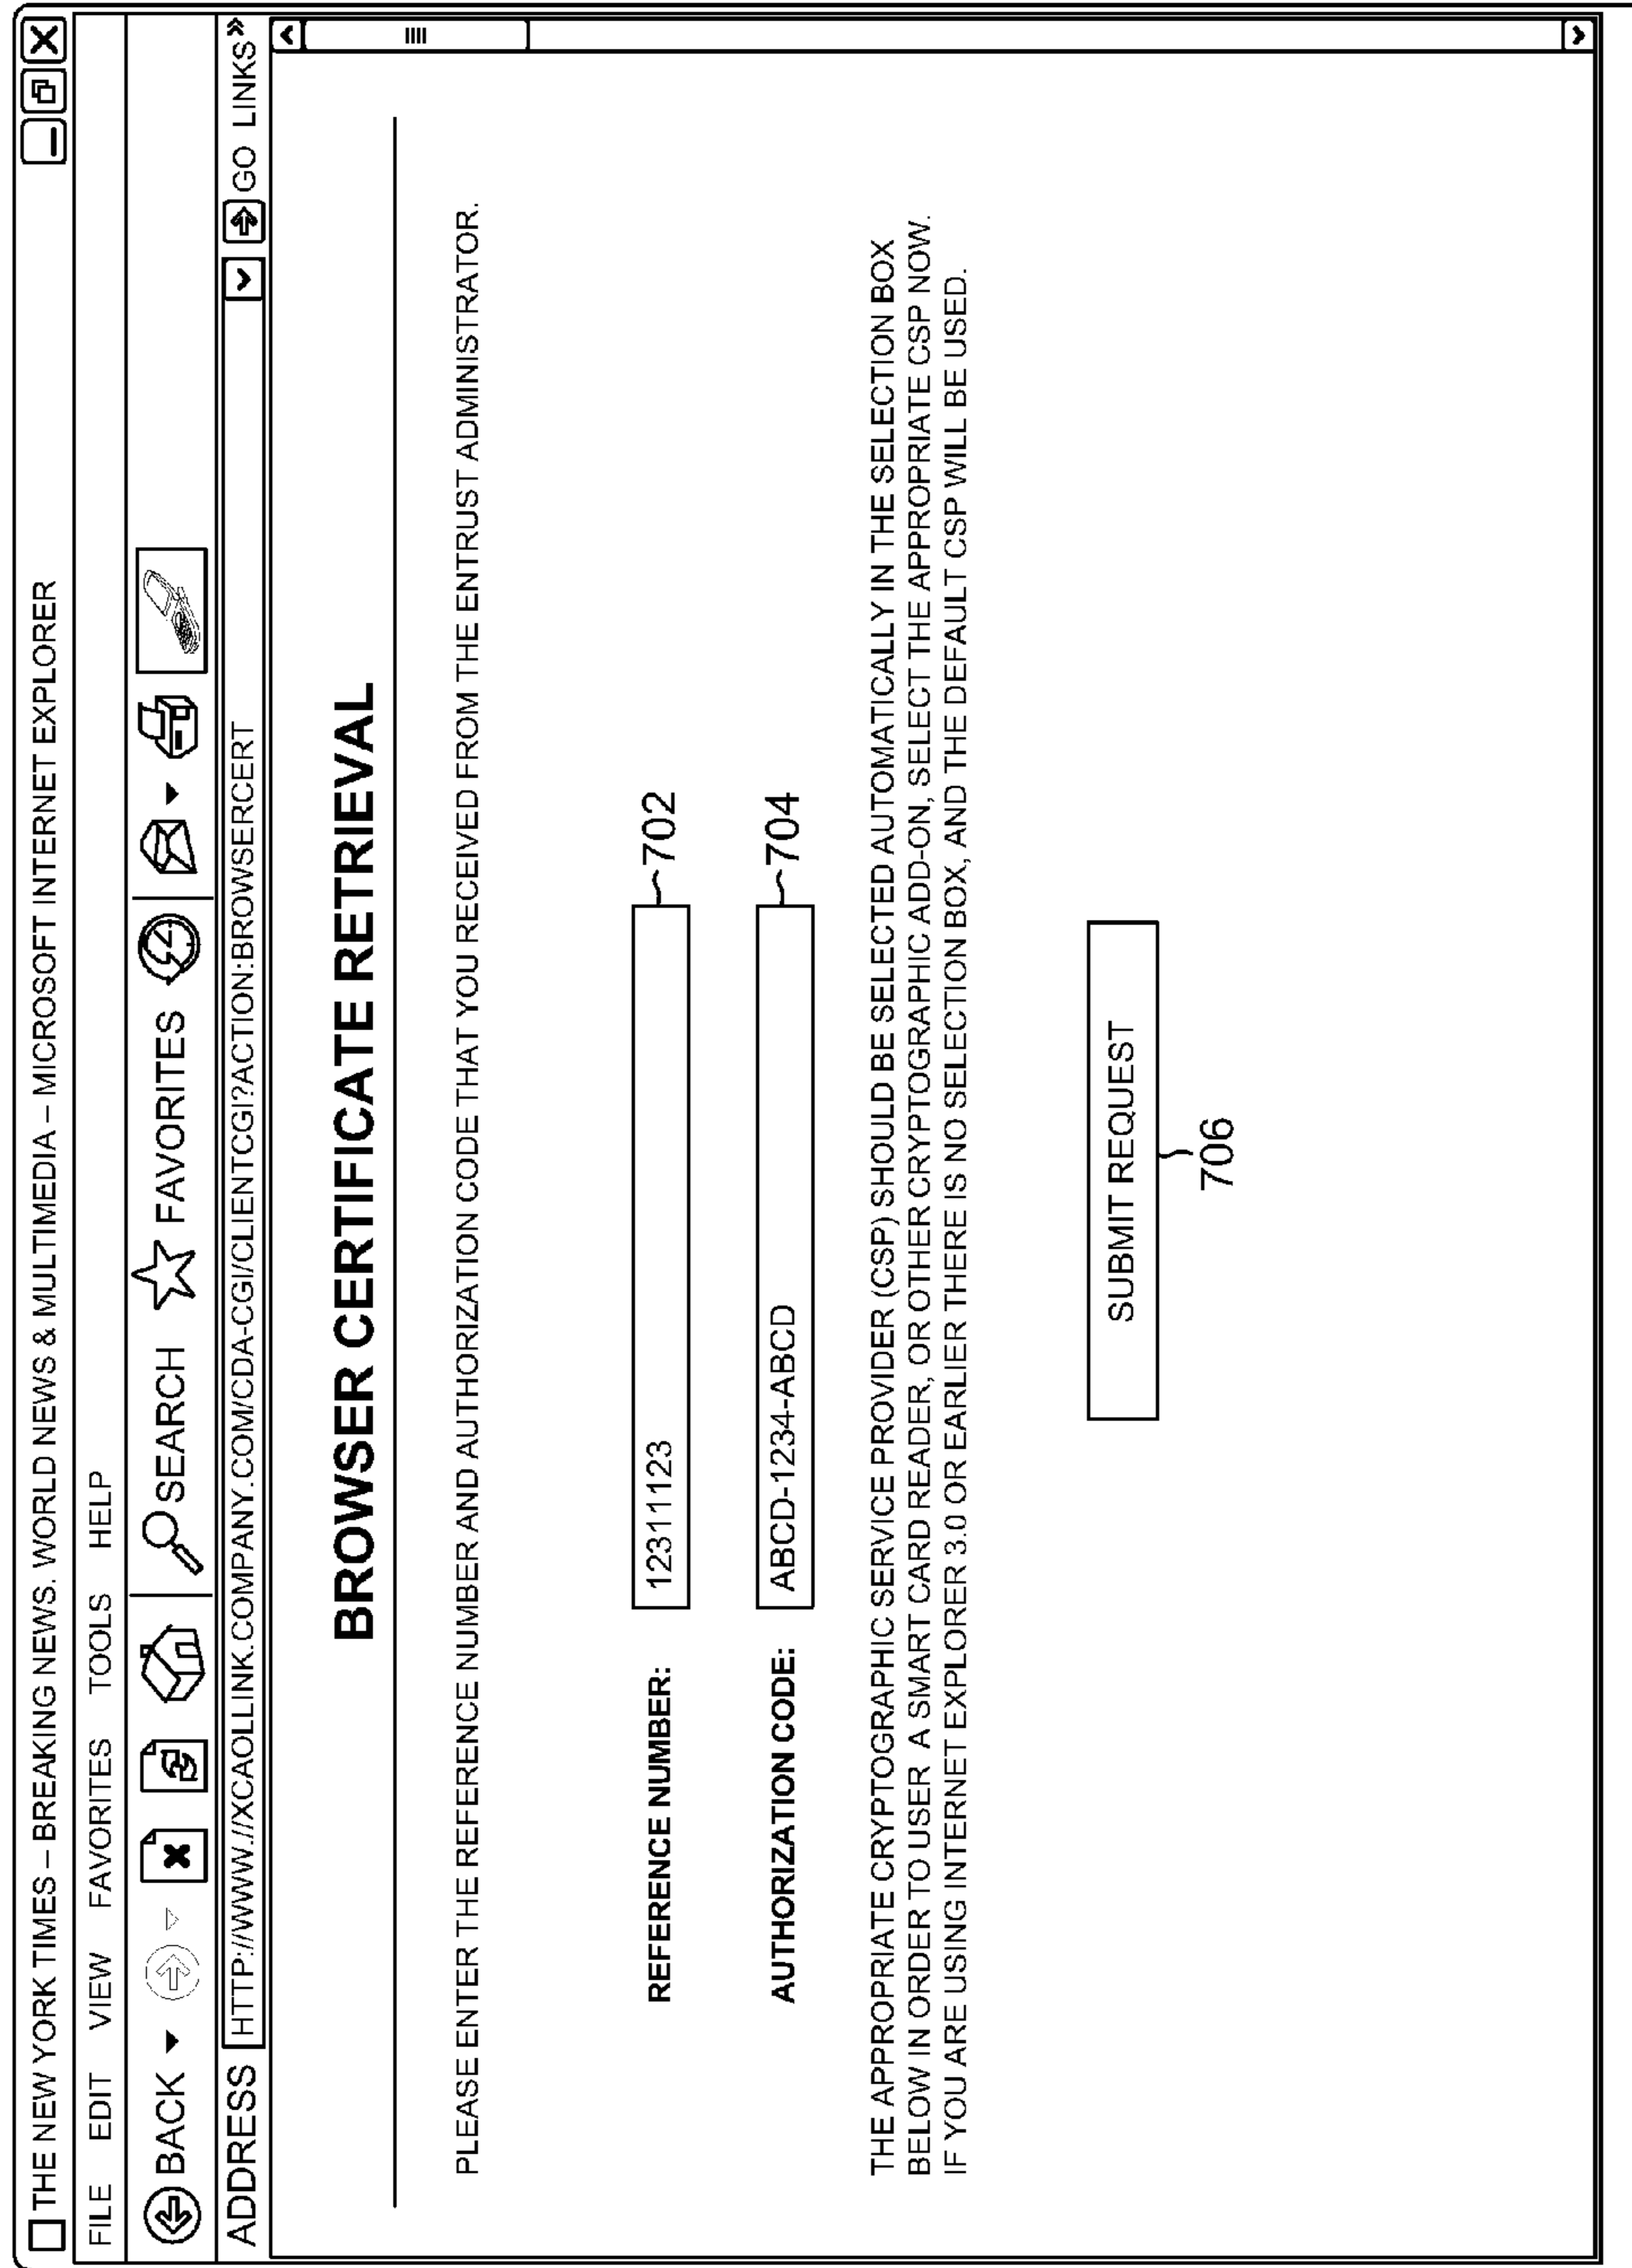 THE NEW YORK TIMES – BREAKING NEWS. WORLD NEWS & MULTIMEDIA – MICROSOFT INTERNET EXPLORER
FILE EDIT VIEW FAVORITES TOOLS HELP
BACK SEARCH FAVORITES
ADDRESS HTTP://WWW.//XCAOLLINK.COMPANY.COM/CDA-CGI/CLIENTCGI?ACTION:BROWSERCERT GO LINKS »
BROWSER CERTIFICATE RETRIEVAL
PLEASE ENTER THE REFERENCE NUMBER AND AUTHORIZATION CODE THAT YOU RECEIVED FROM THE ENTRUST ADMINISTRATOR.
REFERENCE NUMBER: 12311123 702
AUTHORIZATION CODE: ABCD-1234-ABCD 704
THE APPROPRIATE CRYPTOGRAPHIC SERVICE PROVIDER (CSP) SHOULD BE SELECTED AUTOMATICALLY IN THE SELECTION BOX
BELOW IN ORDER TO USER A SMART CARD READER, OR OTHER CRYPTOGRAPHIC ADD-ON, SELECT THE APPROPRIATE CSP NOW.
IF YOU ARE USING INTERNET EXPLORER 3.0 OR EARLIER THERE IS NO SELECTION BOX, AND THE DEFAULT CSP WILL BE USED.
SUBMIT REQUEST
706